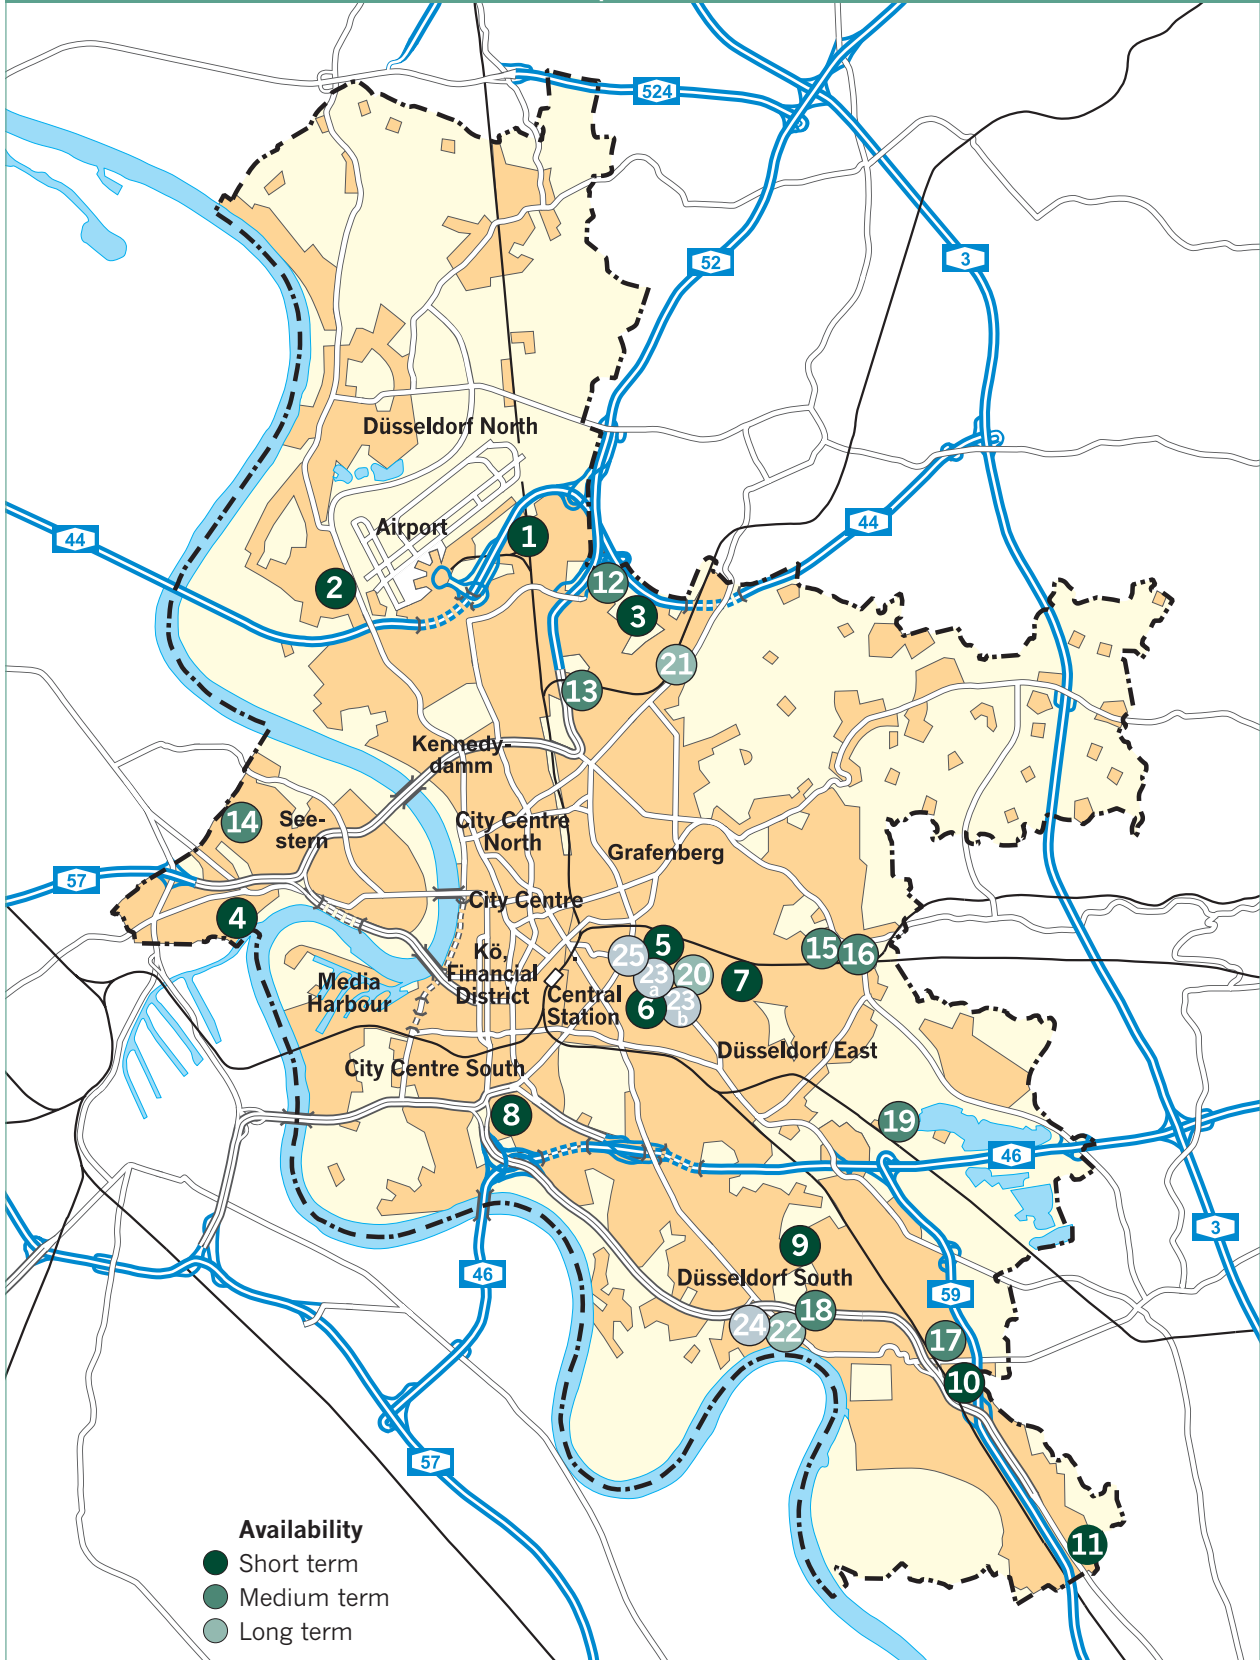 524
52
3
Düsseldorf North
44
Airport
1
44
2
12
3
21
13
Kennedy-
damm
14
See-
stern
City Centre
North
Grafenberg
57
City Centre
4
5
15
16
25
Kö,
Financial
District
23
a
20
7
Media
Harbour
Central
Station
6
23
b
Düsseldorf East
City Centre South
8
19
46
3
9
46
Düsseldorf South
59
18
24
22
17
10
57
11
Availability
Short term
Medium term
Long term